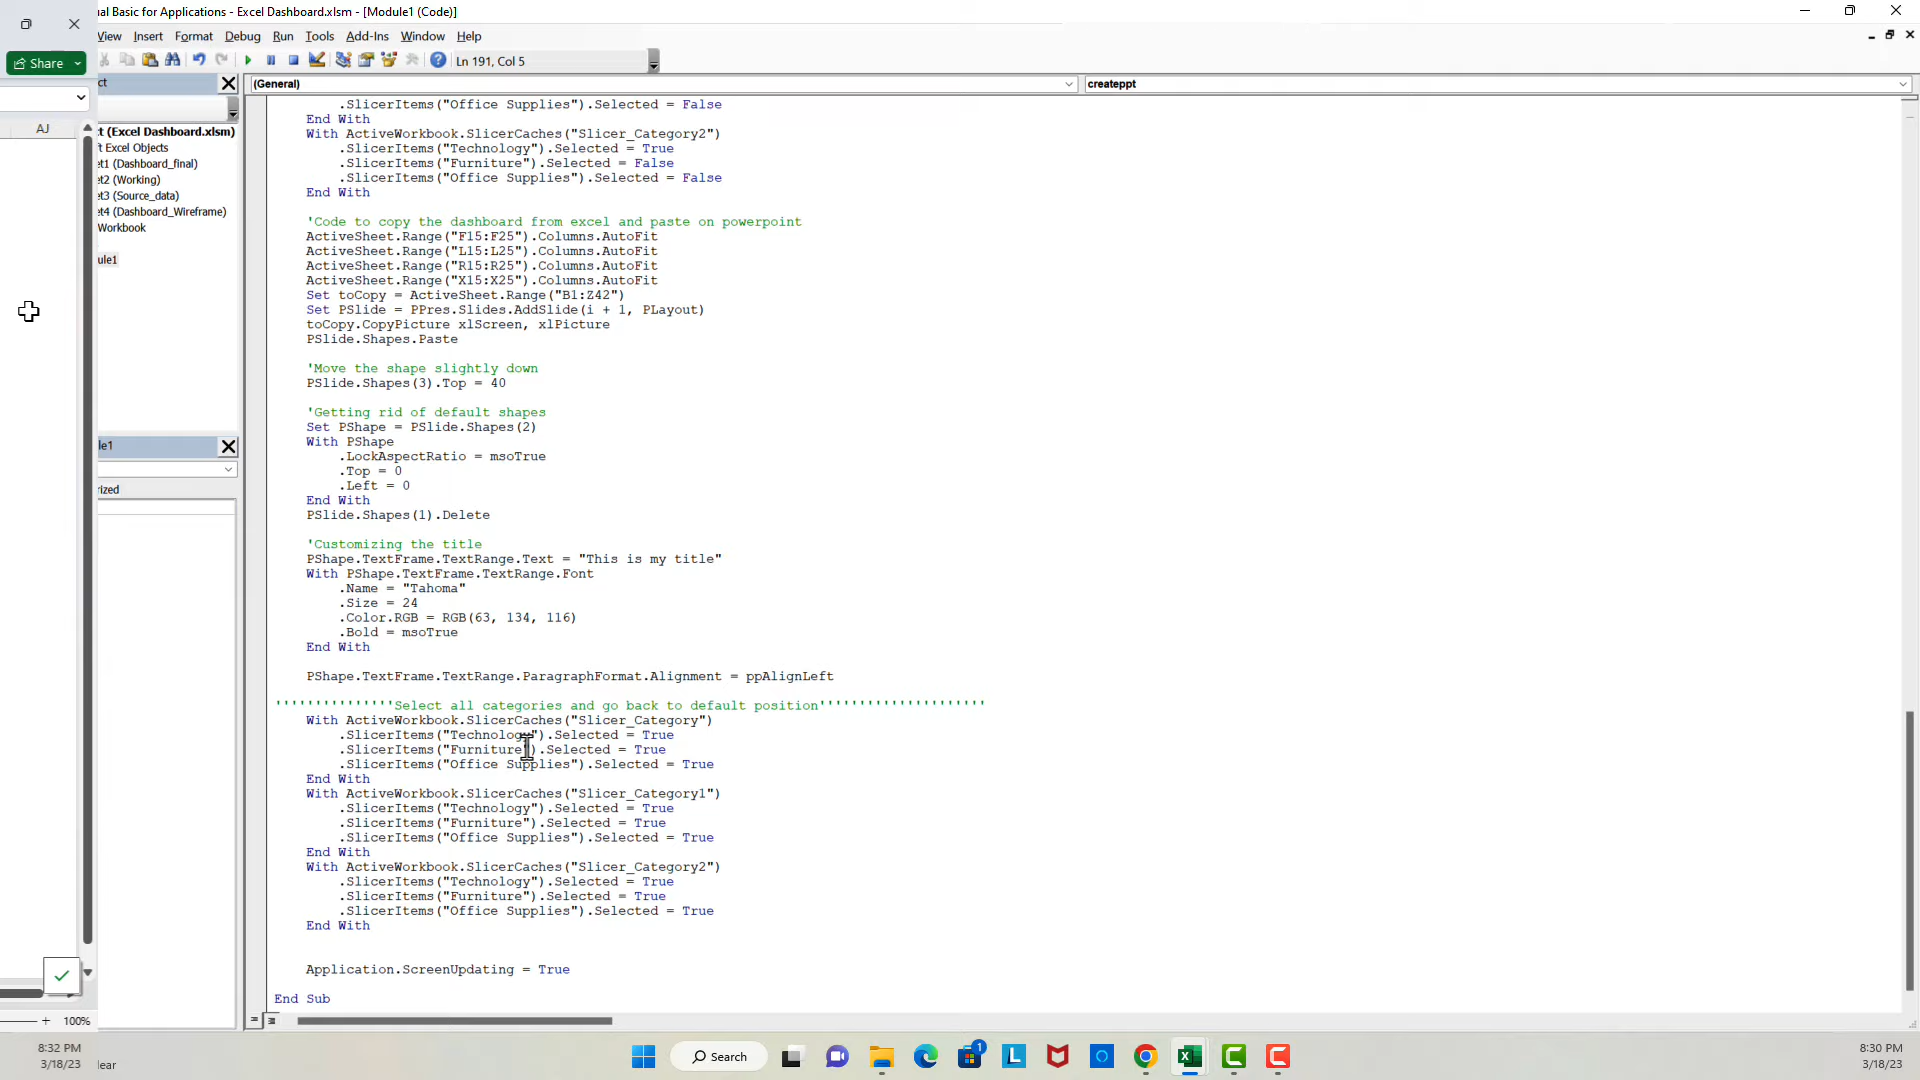 ual Basic for Applications - Excel Dashboard.xlsm - [Module1 (Code)]
View Insert Format Debug Run Tools Add-Ins Window Help
Share
Ln 191, Col 5
ct
(General)
createppt
AJ
t (Excel Dashboard.xlsm)
ft Excel Objects
et1 (Dashboard_final)
et2 (Working)
et3 (Source_data)
et4 (Dashboard_Wireframe)
Workbook
ule1
le1
rized
.SlicerItems("Office Supplies").Selected = False
End With
With ActiveWorkbook.SlicerCaches("Slicer_Category2")
.SlicerItems("Technology").Selected = True
.SlicerItems("Furniture").Selected = False
.SlicerItems("Office Supplies").Selected = False
End With
'Code to copy the dashboard from excel and paste on powerpoint
ActiveSheet.Range("F15:F25").Columns.AutoFit
ActiveSheet.Range("L15:L25").Columns.AutoFit
ActiveSheet.Range("R15:R25").Columns.AutoFit
ActiveSheet.Range("X15:X25").Columns.AutoFit
Set toCopy = ActiveSheet.Range("B1:Z42")
Set PSlide = PPres.Slides.AddSlide(i + 1, PLayout)
toCopy.CopyPicture xlScreen, xlPicture
PSlide.Shapes.Paste
'Move the shape slightly down
PSlide.Shapes(3).Top = 40
'Getting rid of default shapes
Set PShape = PSlide.Shapes(2)
With PShape
.LockAspectRatio = msoTrue
.Top = 0
.Left = 0
End With
PSlide.Shapes(1).Delete
'Customizing the title
PShape.TextFrame.TextRange.Text = "This is my title"
With PShape.TextFrame.TextRange.Font
.Name = "Tahoma"
.Size = 24
.Color.RGB = RGB(63, 134, 116)
.Bold = msoTrue
End With
PShape.TextFrame.TextRange.ParagraphFormat.Alignment = ppAlignLeft
'''''''''''''''Select all categories and go back to default position'''''''''''''''''''''
With ActiveWorkbook.SlicerCaches("Slicer_Category")
.SlicerItems("Technology").Selected = True
.SlicerItems("Furniture").Selected = True
.SlicerItems("Office Supplies").Selected = True
End With
With ActiveWorkbook.SlicerCaches("Slicer_Category1")
.SlicerItems("Technology").Selected = True
.SlicerItems("Furniture").Selected = True
.SlicerItems("Office Supplies").Selected = True
End With
With ActiveWorkbook.SlicerCaches("Slicer_Category2")
.SlicerItems("Technology").Selected = True
.SlicerItems("Furniture").Selected = True
.SlicerItems("Office Supplies").Selected = True
End With
Application.ScreenUpdating = True
End Sub
100%
8:32 PM
3/18/23
lear
Search
1
8:30 PM
3/18/23